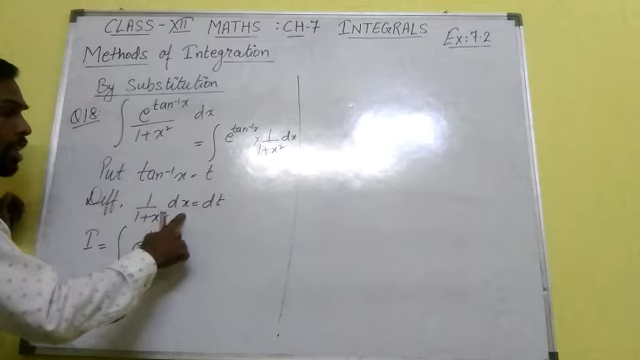 CLASS - XII MATHS : CH-7 INTEGRALS Ex: 7.2
Methods of Integration
By Substitution
Q18: ∫ e^(tan⁻¹x) / (1+x²) dx
= ∫ e^(tan⁻¹x) × 1/(1+x²) dx
Put tan⁻¹x = t
Diff. 1/(1+x²) dx = dt
I = ∫